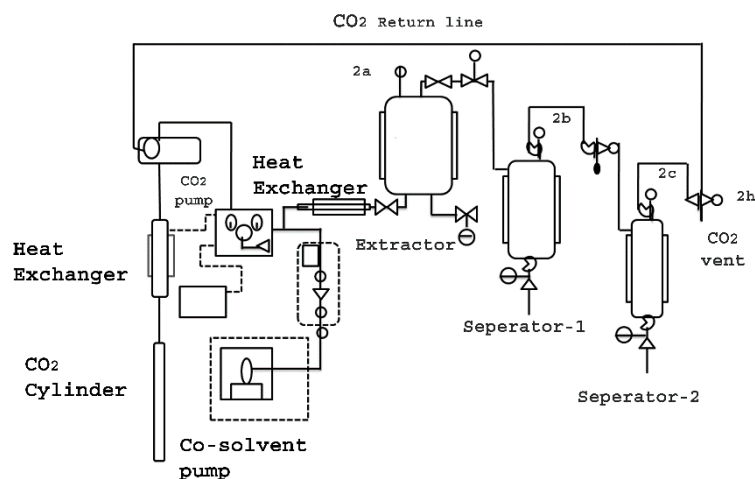 CO2 Return line
2a
2b
Heat
Exchanger
CO2
pump
2c
2h
Extractor
CO2
vent
Heat
Exchanger
Seperator-1
CO2
Cylinder
Seperator-2
Co-solvent
pump